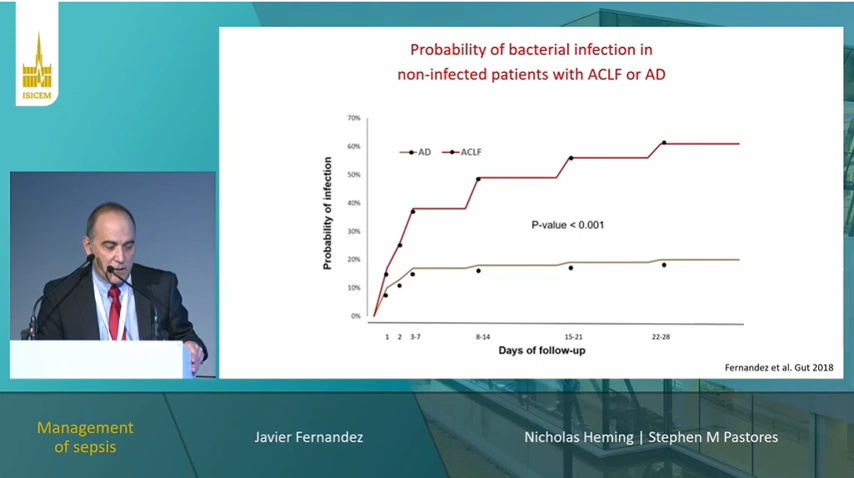 ISICEM
Probability of bacterial infection in
non-infected patients with ACLF or AD
70%
60%
50%
40%
30%
20%
10%
0%
Probability of infection
AD
ACLF
P-value < 0.001
1 2 3-7 8-14 15-21 22-28
Days of follow-up
Fernandez et al. Gut 2018
Management
of sepsis
Javier Fernandez
Nicholas Heming | Stephen M Pastores